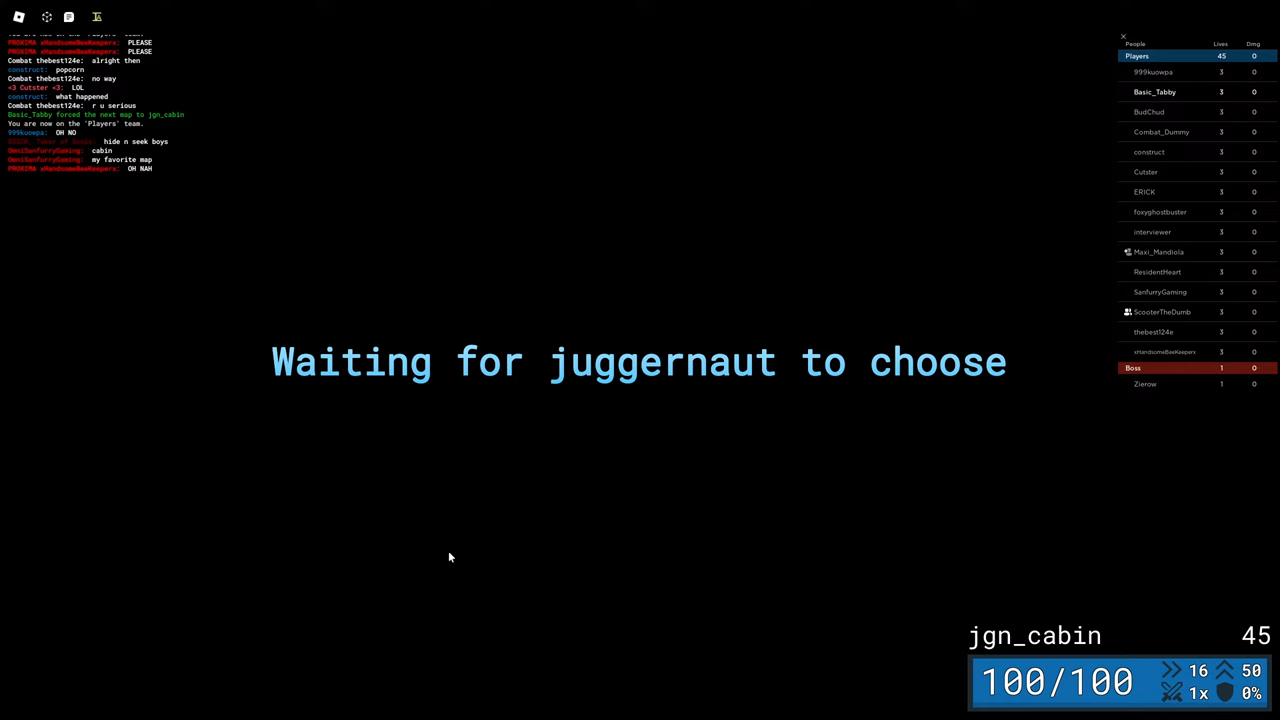 PROXIMA xHandsomeBeeKeeperx: PLEASE
PROXIMA xHandsomeBeeKeeperx: PLEASE
Combat thebest124e: alright then
construct: popcorn
Combat thebest124e: no way
<3 Cutster <3: LOL
construct: what happened
Combat thebest124e: r u serious
Basic_Tabby forced the next map to jgn_cabin
You are now on the 'Players' team.
999kuowpa: OH NO
hide n seek boys
OmniSanfurryGaming: cabin
OmniSanfurryGaming: my favorite map
PROXIMA xHandsomeBeeKeeperx: OH NAH
People Lives Dmg
Players 45 0
999kuowpa 3 0
Basic_Tabby 3 0
BudChud 3 0
Combat_Dummy 3 0
construct 3 0
Cutster 3 0
ERICK 3 0
foxyghostbuster 3 0
interviewer 3 0
Maxi_Mandiola 3 0
ResidentHeart 3 0
SanfurryGaming 3 0
ScooterTheDumb 3 0
thebest124e 3 0
xHandsomeBeeKeeperx 3 0
Boss 1 0
Zierow 1 0
Waiting for juggernaut to choose
jgn_cabin 45
100/100 16 50
1x 0%